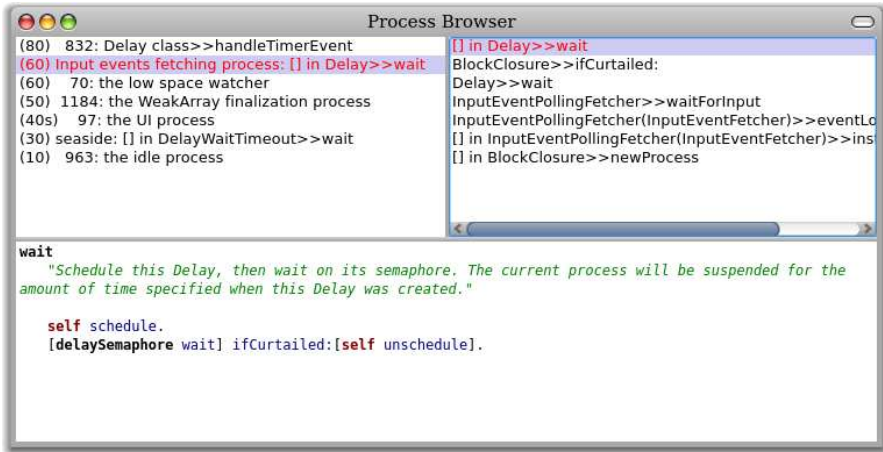 Process Browser
(80) 832: Delay class>>handleTimerEvent
(60) Input events fetching process: [] in Delay>>wait
(60) 70: the low space watcher
(50) 1184: the WeakArray finalization process
(40s) 97: the UI process
(30) seaside: [] in DelayWaitTimeout>>wait
(10) 963: the idle process
[] in Delay>>wait
BlockClosure>>ifCurtailed:
Delay>>wait
InputEventPollingFetcher>>waitForInput
InputEventPollingFetcher(InputEventFetcher)>>eventLo
[] in InputEventPollingFetcher(InputEventFetcher)>>inst
[] in BlockClosure>>newProcess
wait
"Schedule this Delay, then wait on its semaphore. The current process will be suspended for the
amount of time specified when this Delay was created."
self schedule.
[delaySemaphore wait] ifCurtailed:[self unschedule].